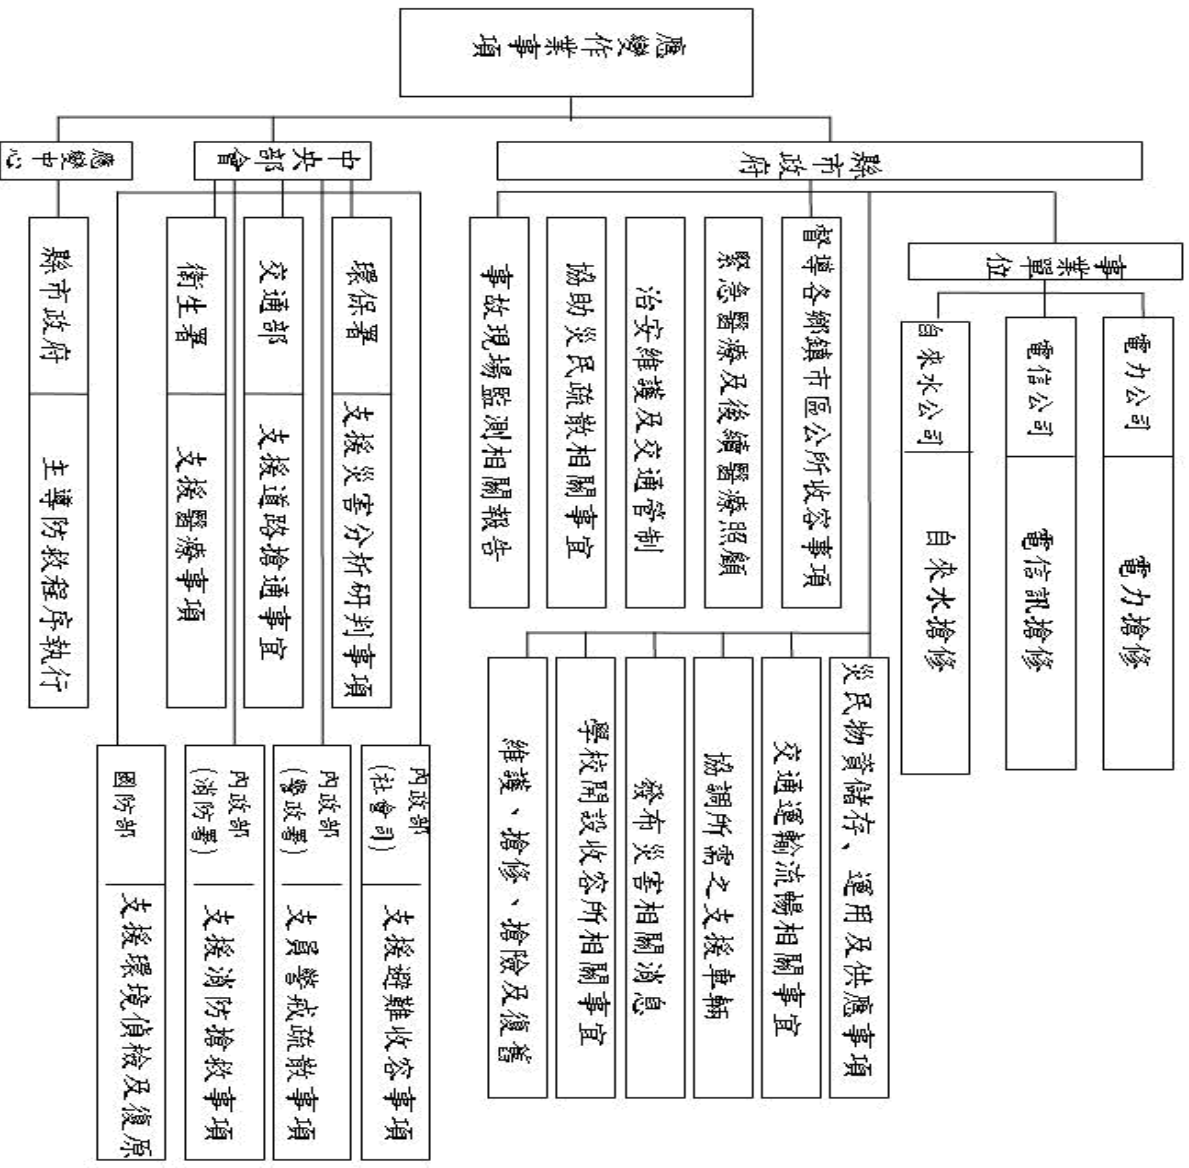 應變作業事項
應變中心
縣市政府
主導防救程序執行
中央部會
衛生署
支援醫療事項
交通部
支援道路搶通事宜
環保署
支援災害分析研判事項
國防部
支援環境偵檢及復原
內政部
(消防署)
支援消防搶救事項
內政部
(警政署)
支員警戒疏散事項
內政部
(社會司)
支援避難收容事項
縣市政府
事故現場監測相關報告
協助災民疏散相關事宜
治安維護及交通管制
緊急醫療及後續醫療照顧
督導各鄉鎮市區公所收容事項
維護、搶修、搶險及復舊
學校開設收容所相關事宜
發布災害相關消息
協調所需之支援車輛
交通運輸流暢相關事宜
災民物資儲存、運用及供應事項
事業單位
自來水公司
自來水搶修
電信公司
電信訊搶修
電力公司
電力搶修